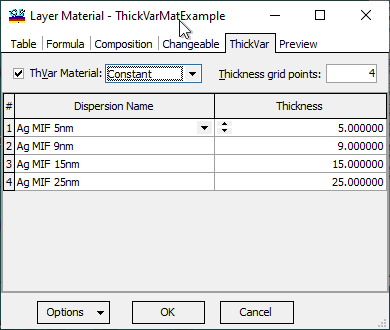 Layer Material - ThickVarMatExample
Table Formula Composition Changeable ThickVar Preview
ThVar Material: Constant Thickness grid points: 4
# Dispersion Name Thickness
1 Ag MIF 5nm 5.000000
2 Ag MIF 9nm 9.000000
3 Ag MIF 15nm 15.000000
4 Ag MIF 25nm 25.000000
Options OK Cancel